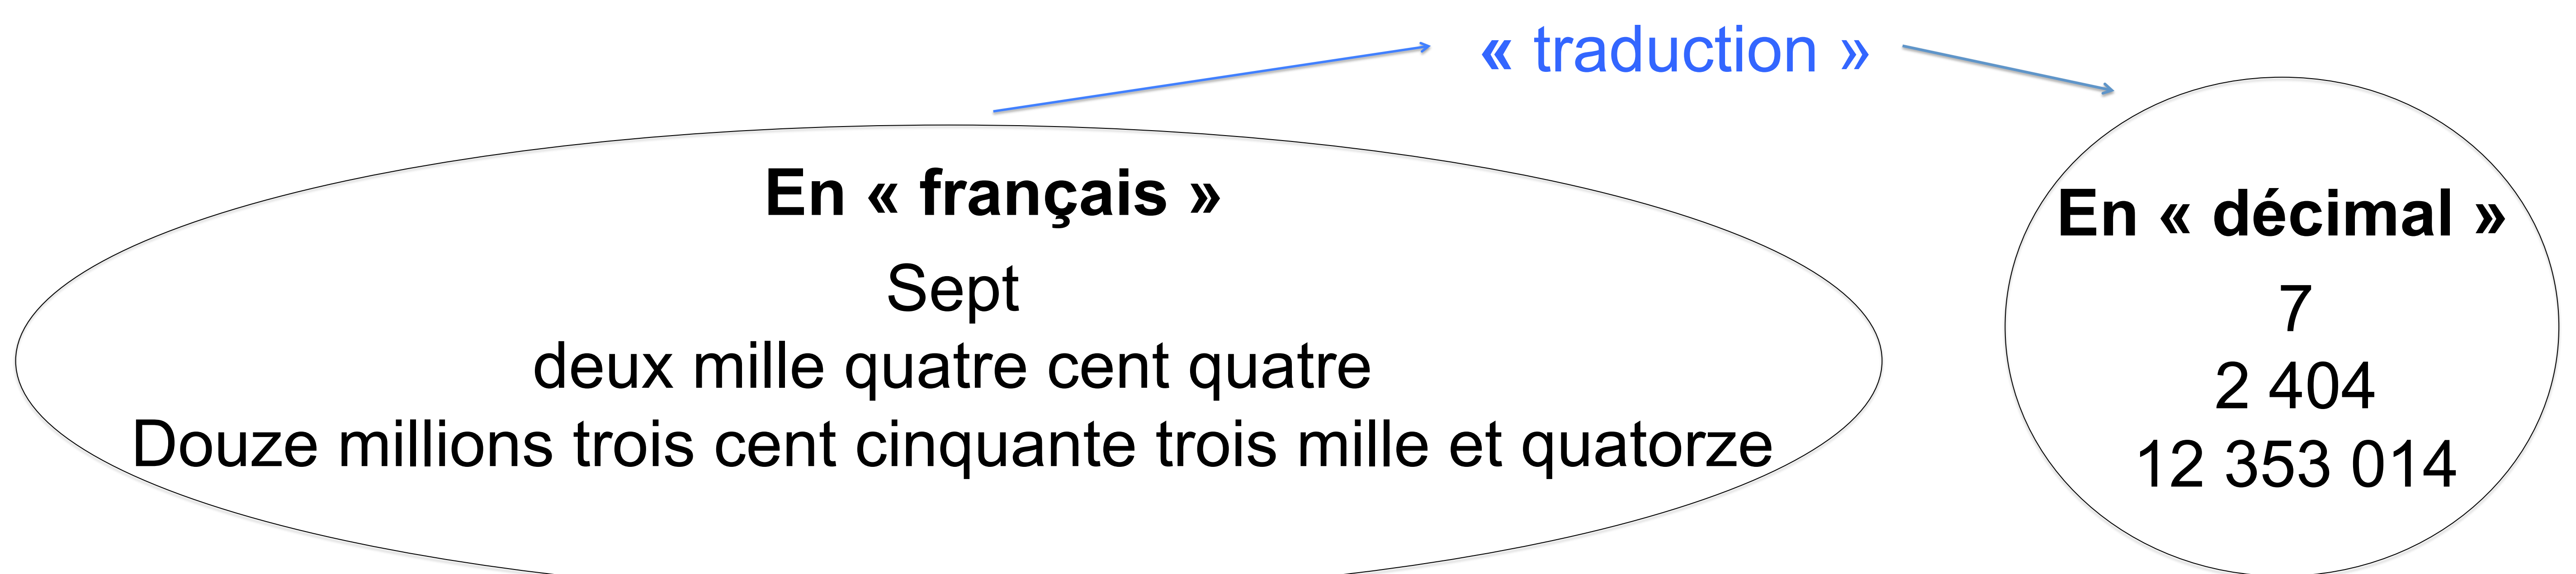 « traduction »
En « français »
Sept
deux mille quatre cent quatre
Douze millions trois cent cinquante trois mille et quatorze
En « décimal »
7
2 404
12 353 014